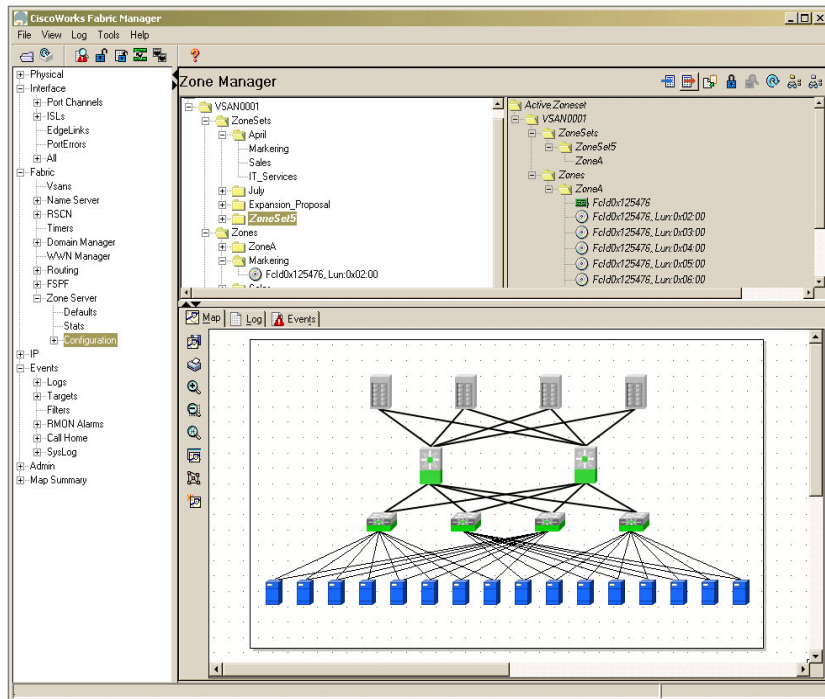 CiscoWorks Fabric Manager
File View Log Tools Help
Physical
Interface
Port Channels
ISLs
EdgeLinks
PortErrors
All
Fabric
Vsans
Name Server
RSCN
Timers
Domain Manager
WWN Manager
Routing
FSPF
Zone Server
Defaults
Stats
Configuration
IP
Events
Logs
Targets
Filters
RMON Alarms
Call Home
SysLog
Admin
Map Summary
Zone Manager
VSAN0001
ZoneSets
April
Markering
Sales
IT_Services
July
Expansion_Proposal
ZoneSet5
Zones
ZoneA
Markering
FcId0x125476, Lun:0x02:00
Active Zoneset
VSAN0001
ZoneSets
ZoneSet5
ZoneA
Zones
ZoneA
FcId0x125476
FcId0x125476, Lun:0x02:00
FcId0x125476, Lun:0x03:00
FcId0x125476, Lun:0x04:00
FcId0x125476, Lun:0x05:00
FcId0x125476, Lun:0x06:00
Map Log Events